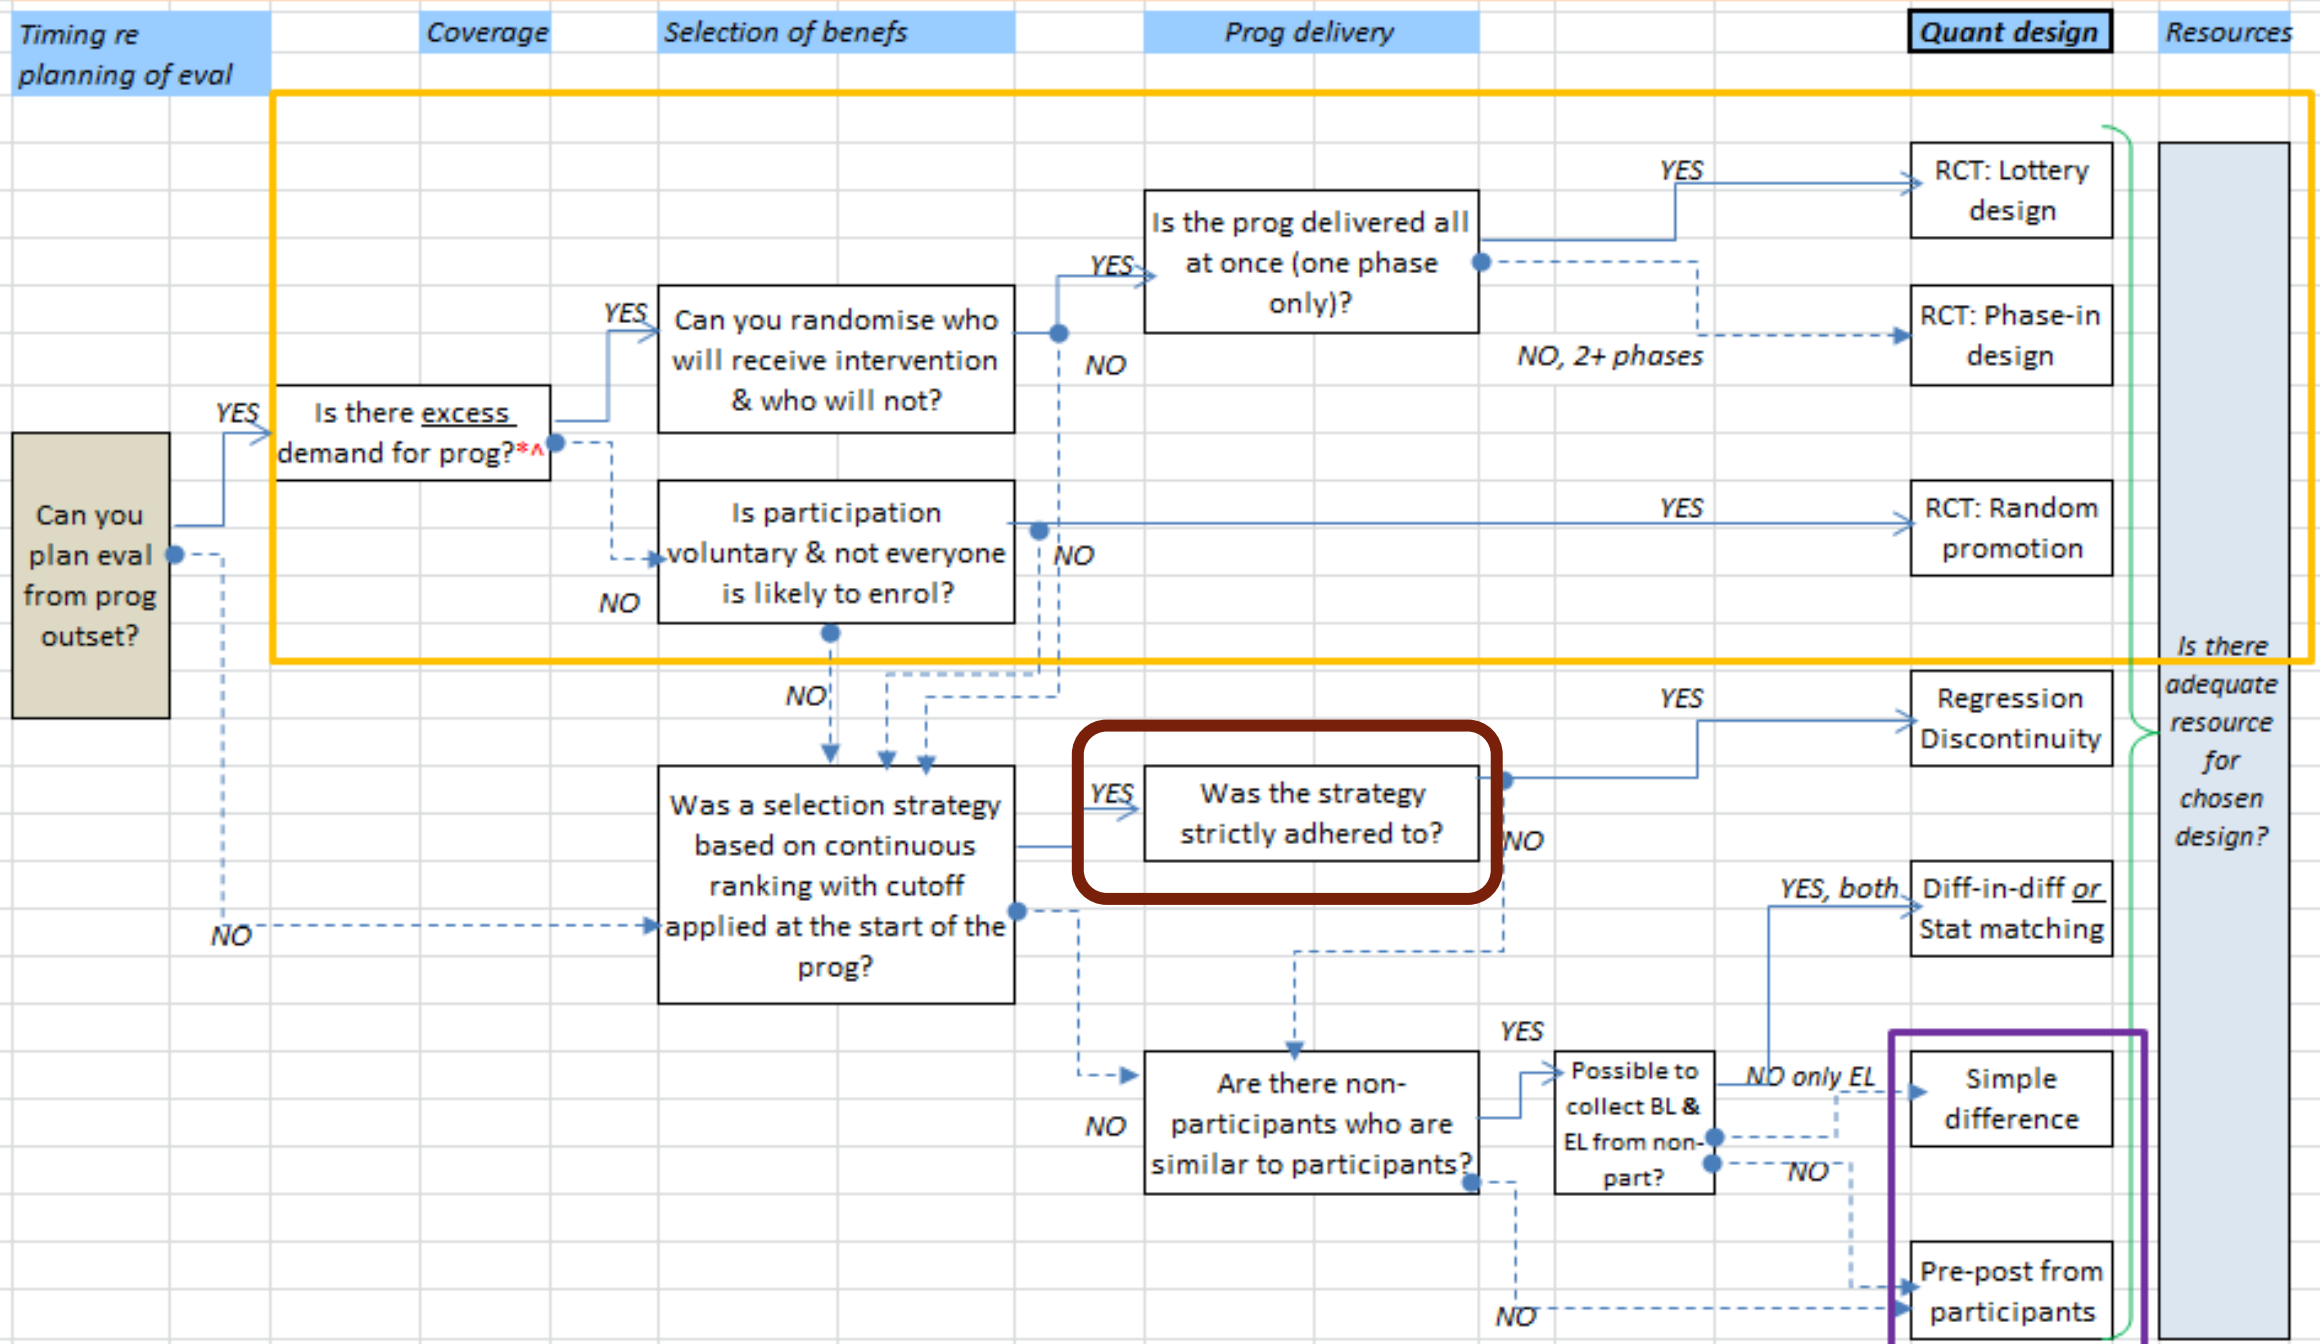 Timing re
planning of eval
Coverage
Selection of benefs
Prog delivery
Quant design
Resources
YES
RCT: Lottery
design
Is the prog delivered all
at once (one phase
only)?
YES
NO, 2+ phases
RCT: Phase-in
design
YES
Can you randomise who
will receive intervention
& who will not?
NO
YES
Is there excess
demand for prog?*^
NO
Can you
plan eval
from prog
outset?
Is participation
voluntary & not everyone
is likely to enrol?
NO
YES
RCT: Random
promotion
Is there
adequate
resource
for
chosen
design?
NO
YES
Regression
Discontinuity
Was a selection strategy
based on continuous
ranking with cutoff
applied at the start of the
prog?
YES
Was the strategy
strictly adhered to?
NO
NO
YES, both
Diff-in-diff or
Stat matching
YES
NO
Are there non-
participants who are
similar to participants?
Possible to
collect BL &
EL from non-
part?
NO only EL
Simple
difference
NO
NO
Pre-post from
participants